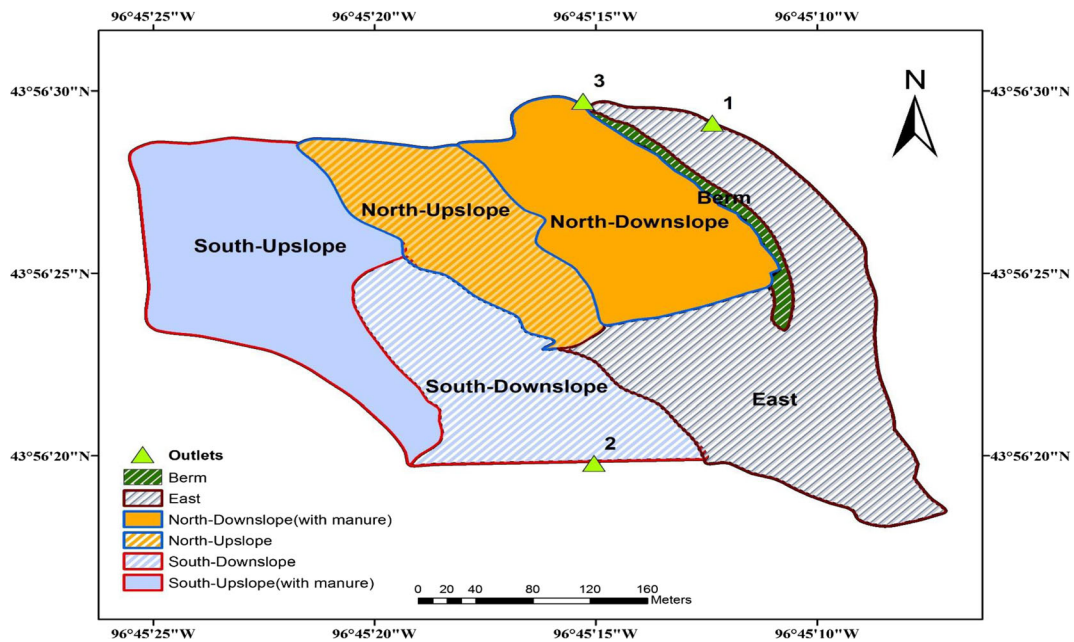 96°45'25"W 96°45'20"W 96°45'15"W 96°45'10"W
43°56'30"N 43°56'30"N
3
1
N
Berm
North-Upslope
North-Downslope
South-Upslope
43°56'25"N 43°56'25"N
South-Downslope
East
2
43°56'20"N 43°56'20"N
Outlets
Berm
East
North-Downslope(with manure)
North-Upslope
South-Downslope
South-Upslope(with manure)
0 20 40 80 120 160
Meters
96°45'25"W 96°45'20"W 96°45'15"W 96°45'10"W